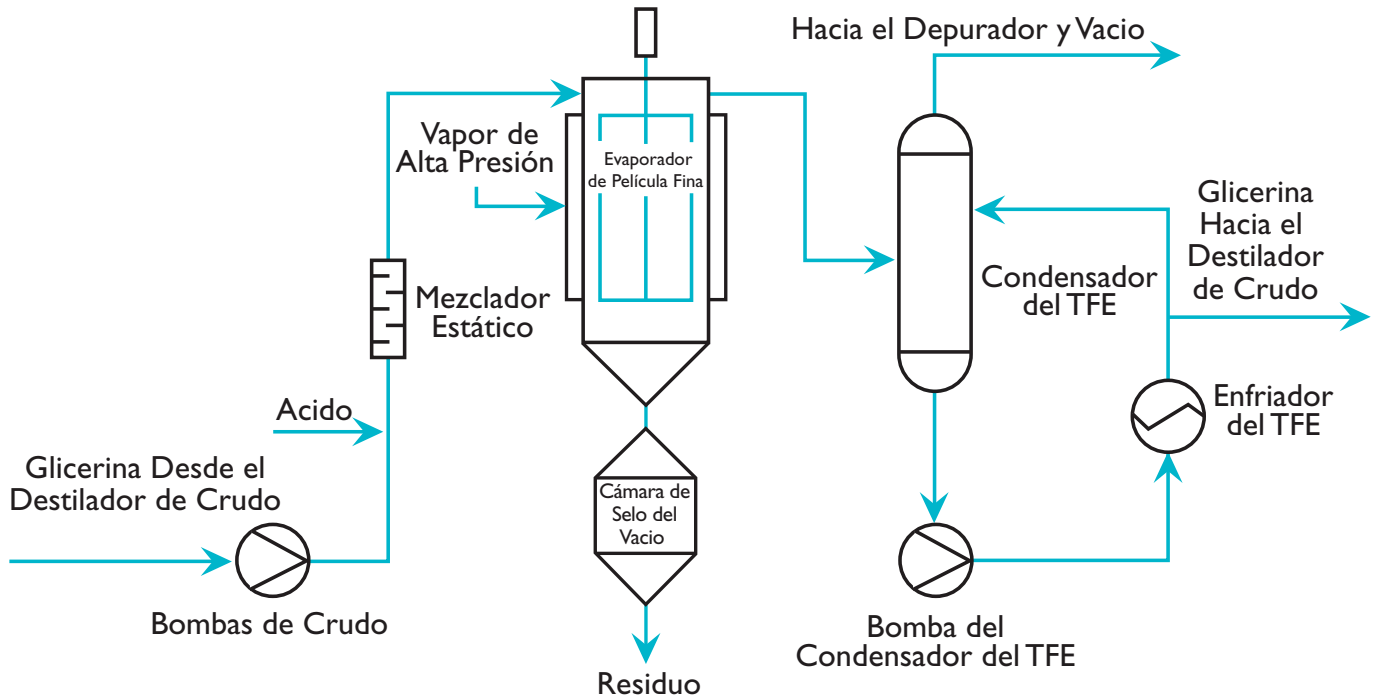 Hacia el Depurador y Vacio
Vapor de
Alta Presión
Evaporador
de Película Fina
Glicerina
Hacia el
Destilador
de Crudo
Condensador
del TFE
Mezclador
Estático
Acido
Enfriador
del TFE
Glicerina Desde el
Destilador de Crudo
Cámara de
Selo del
Vacio
Bombas de Crudo
Bomba del
Condensador del TFE
Residuo